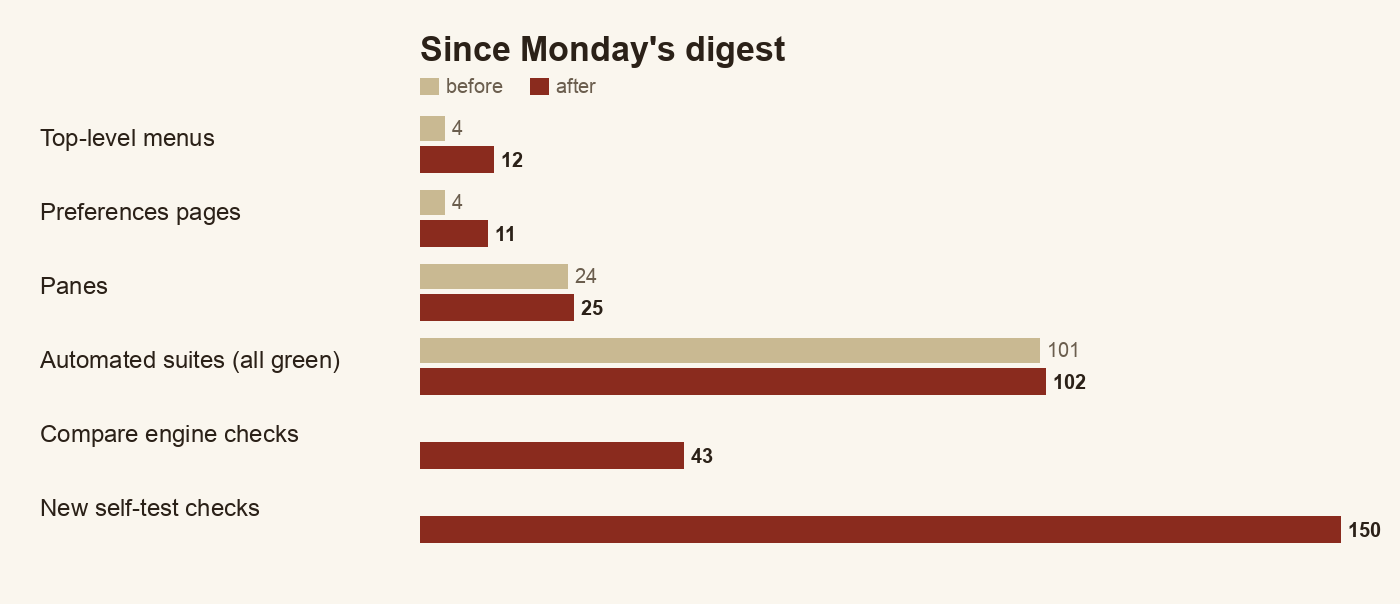 Since Monday's digest
before after
Top-level menus
4
12
Preferences pages
4
11
Panes
24
25
Automated suites (all green)
101
102
Compare engine checks
43
New self-test checks
150